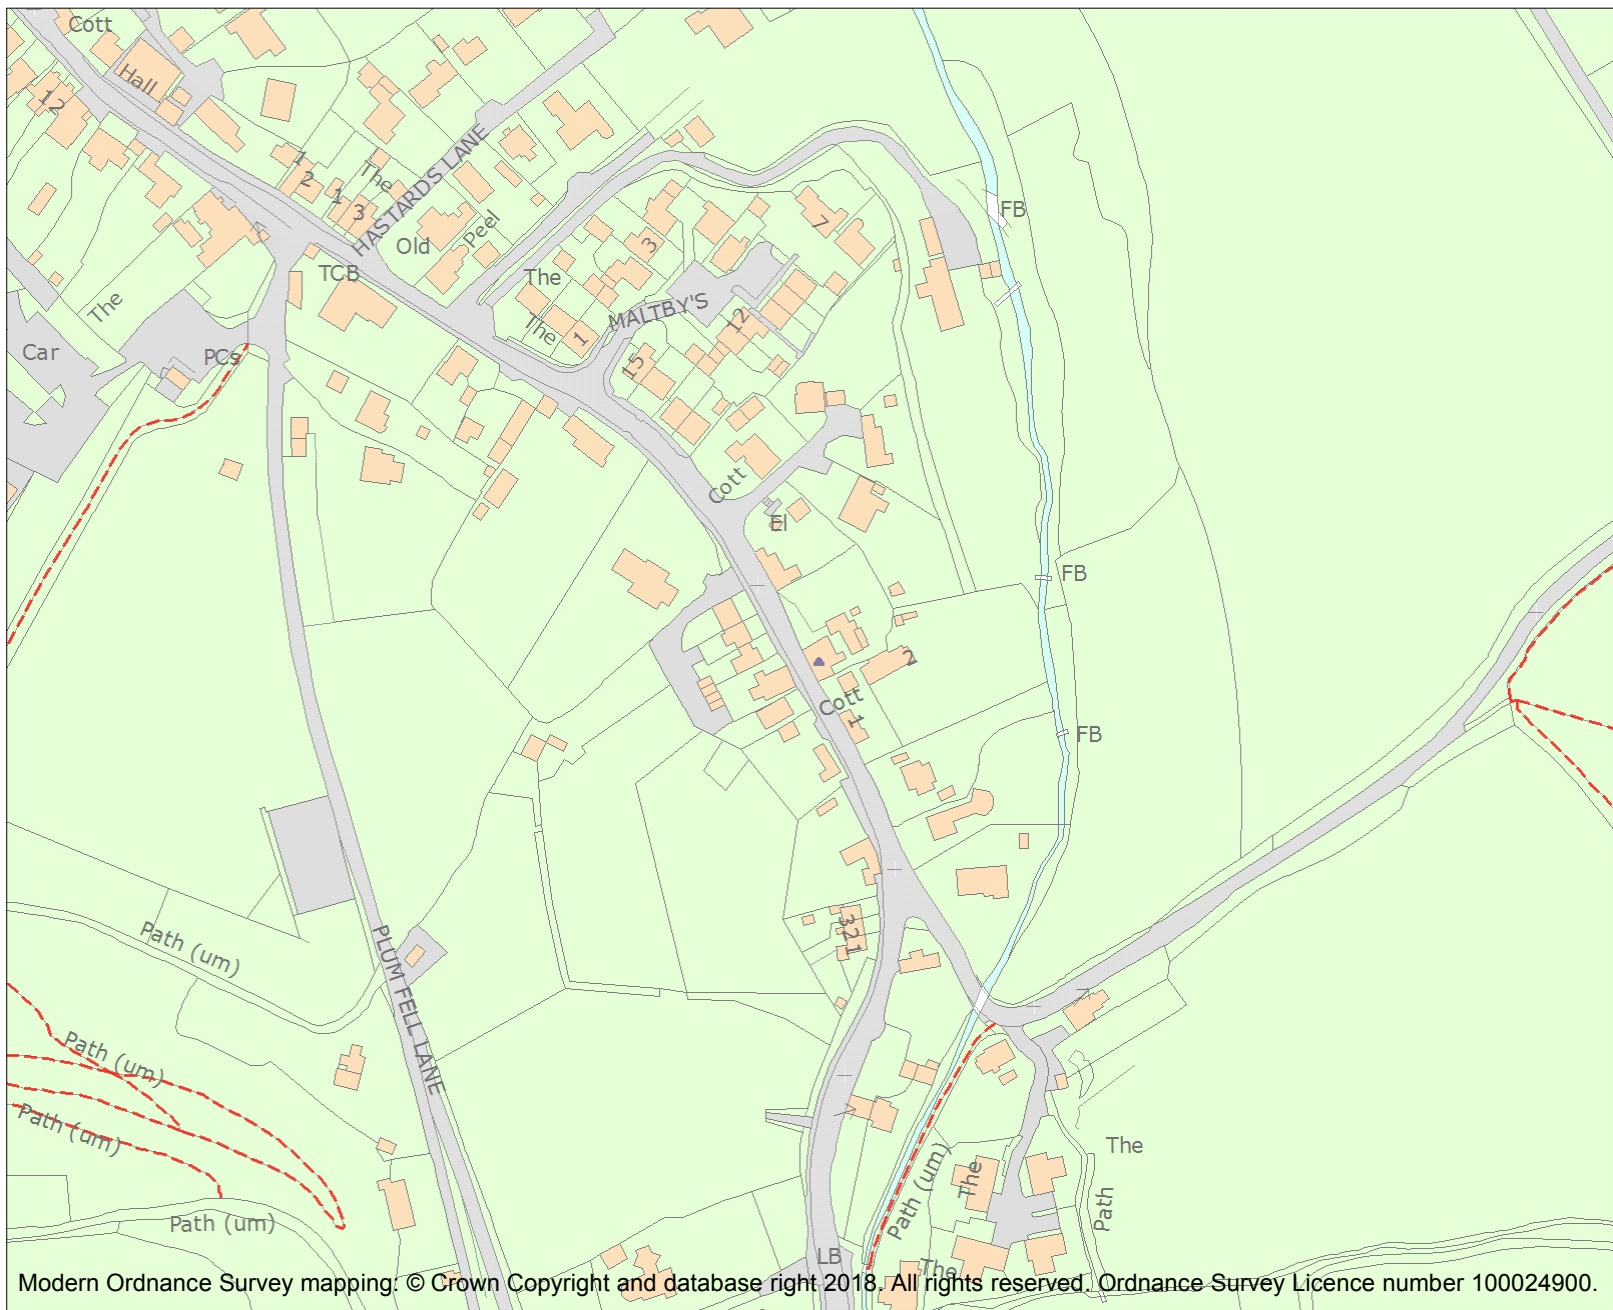 Cott
Hall
12
1
2
The
1
3
HASTARDS LANE
Old
Peel
TCB
The
FB
7
3
The
The
1
MALTBY'S
12
15
Car
PCs
Cott
El
FB
2
Cott
1
FB
3
2
1
Path (um)
PLUM FELL LANE
Path (um)
Path (um)
Path (um)
Path (um)
The
The
Path
The
LB
Modern Ordnance Survey mapping: © Crown Copyright and database right 2018. All rights reserved. Ordnance Survey Licence number 100024900.